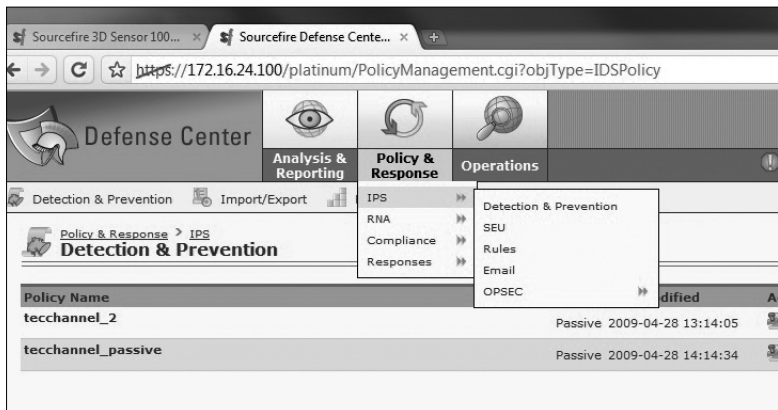 Sourcefire 3D Sensor 100...
Sourcefire Defense Cente...
https://172.16.24.100/platinum/PolicyManagement.cgi?objType=IDSPolicy
Defense Center
Analysis & Reporting
Policy & Response
Operations
Detection & Prevention
Import/Export
IPS
RNA
Compliance
Responses
Detection & Prevention
SEU
Rules
Email
OPSEC
Policy & Response > IPS
Detection & Prevention
Policy Name
dified
tecchannel_2
Passive 2009-04-28 13:14:05
tecchannel_passive
Passive 2009-04-28 14:14:34